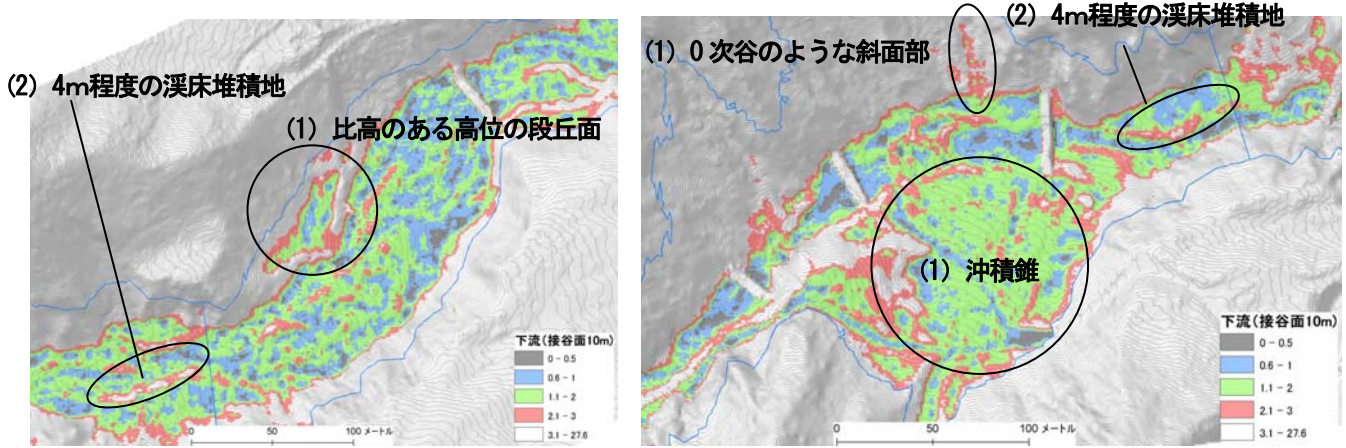 (2) 4m程度の渓床堆積地
(1) 比高のある高位の段丘面
下流(接谷面10m)
0 - 0.5
0.6 - 1
1.1 - 2
2.1 - 3
3.1 - 27.6
0 50 100 メートル
(2) 4m程度の渓床堆積地
(1) 0次谷のような斜面部
(1) 沖積錐
下流(接谷面10m)
0 - 0.5
0.6 - 1
1.1 - 2
2.1 - 3
3.1 - 27.6
0 50 100 メートル